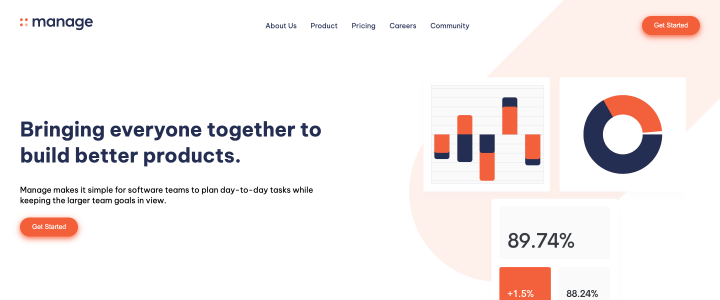 manage
About Us
Product
Pricing
Careers
Community
Get Started
Bringing everyone together to
build better products.
Manage makes it simple for software teams to plan day-to-day tasks while
keeping the larger team goals in view.
Get Started
89.74%
+1.5%
88.24%